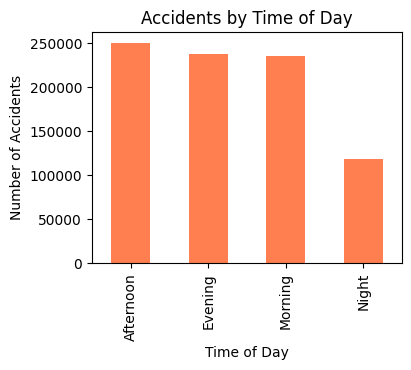 Accidents by Time of Day
Number of Accidents
250000
200000
150000
100000
50000
0
Afternoon
Evening
Morning
Night
Time of Day